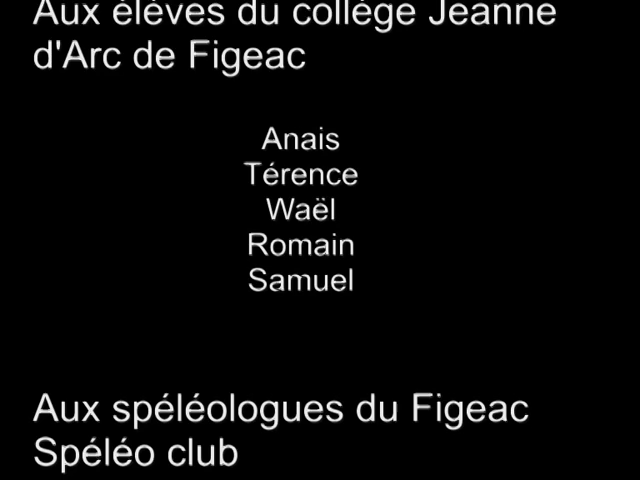 Aux élèves du collège Jeanne
d'Arc de Figeac
Anais
Térence
Waël
Romain
Samuel
Aux spéléologues du Figeac
Spéléo club